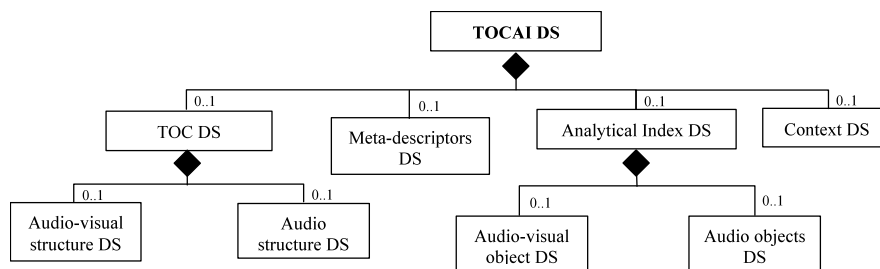 TOCAI DS
0..1
0..1
0..1
0..1
TOC DS
Meta-descriptors
DS
Analytical Index DS
Context DS
0..1
0..1
0..1
0..1
Audio-visual
structure DS
Audio
structure DS
Audio-visual
object DS
Audio objects
DS